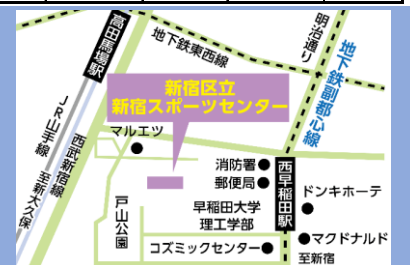 高田馬場駅
地下鉄東西線
明治通り
地下鉄副都心線
新宿区立
新宿スポーツセンター
マルエツ
JR山手線
西武新宿線
至新大久保
戸山公園
消防署
郵便局
西早稲田駅
ドンキホーテ
早稲田大学
理工学部
コズミックセンター
マクドナルド
至新宿